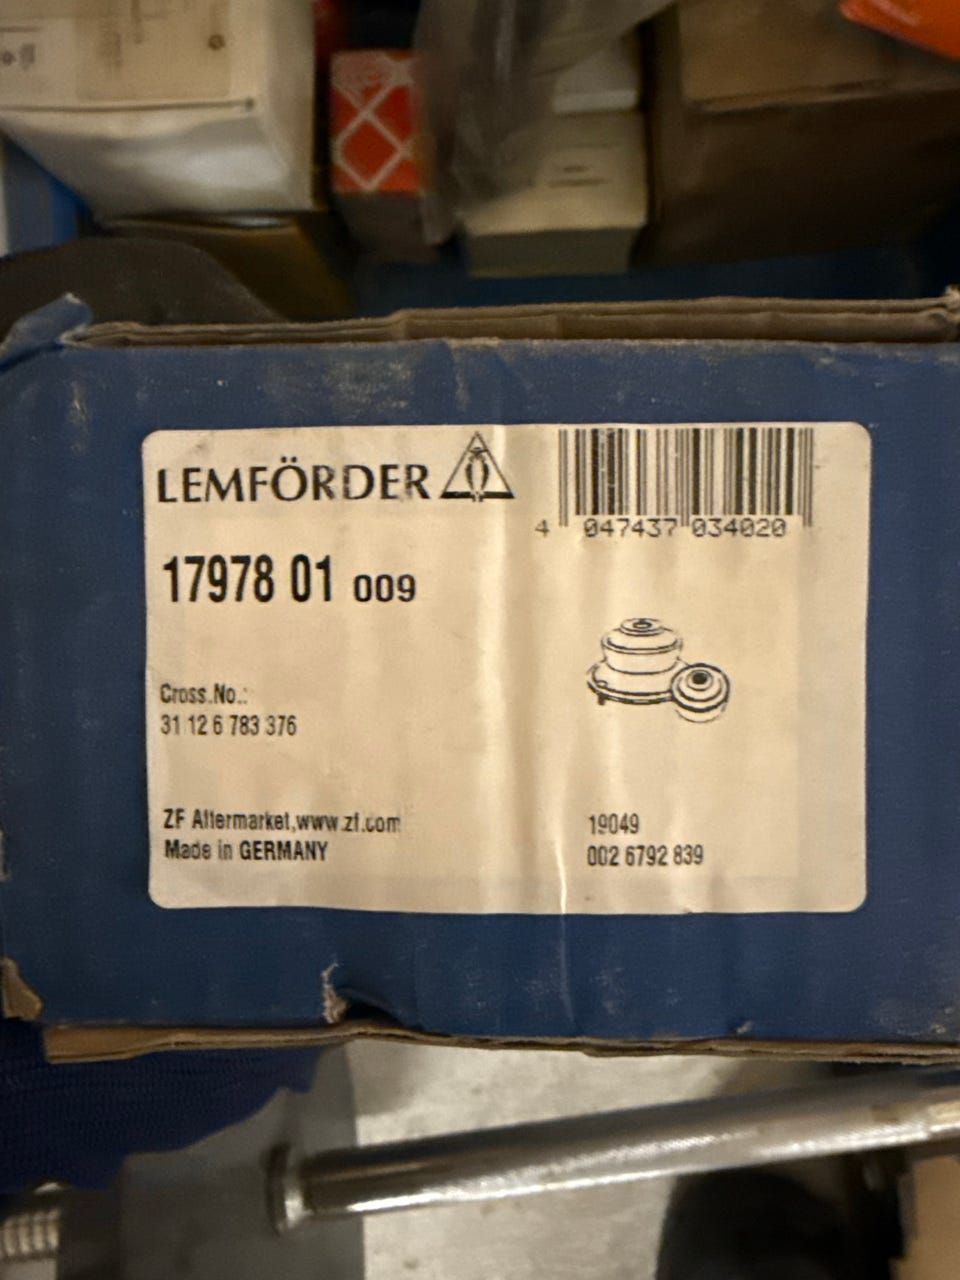 LEMFÖRDER
4 047437 034020
17978 01 009
Cross.No.:
31 12 6 783 376
ZF Aftermarket,www.zf.com
Made in GERMANY
19049
002 6792 839